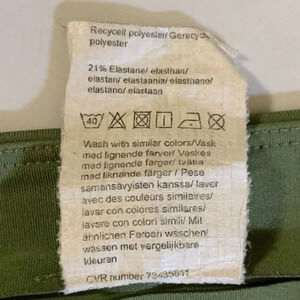 Recycelt polyester/ Gerecycled
polyester
21% Elastane/ elasthan/
elastan/ elastaania/ elasthane/
elastano/ elastaan
40
Wash with similar colors/Vask
med lignende farver/ Vaskes
med lignende farger/ tvätta
med liknande färger / Pese
samansävyisten kanssa/ laver
avec des couleurs similaires/
lavar con colores similares/
lavare con colori simili/ Mit
ähnlichen Farben waschen/
wassen met vergelijkbare
kleuren
CVR number 73435611